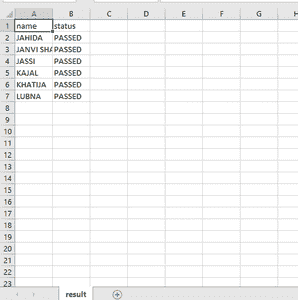 A B C D E F G H
1 name status
2 JAHIDA PASSED
3 JANVI SHA PASSED
4 JASSI PASSED
5 KAJAL PASSED
6 KHATIJA PASSED
7 LUBNA PASSED
8
9
10
11
12
13
14
15
16
17
18
19
20
21
22
23
result